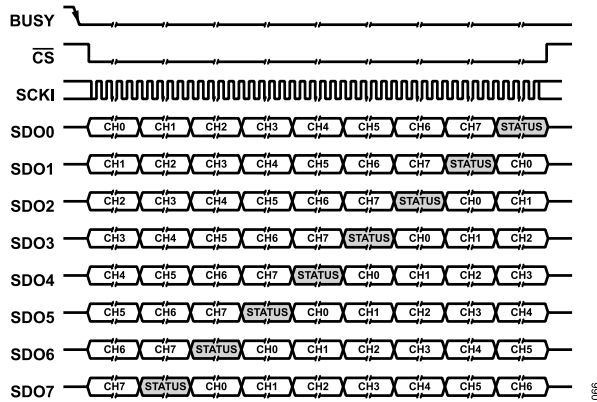 BUSY
CS
SCKI
SDO0 CH0 CH1 CH2 CH3 CH4 CH5 CH6 CH7 STATUS
SDO1 CH1 CH2 CH3 CH4 CH5 CH6 CH7 STATUS CH0
SDO2 CH2 CH3 CH4 CH5 CH6 CH7 STATUS CH0 CH1
SDO3 CH3 CH4 CH5 CH6 CH7 STATUS CH0 CH1 CH2
SDO4 CH4 CH5 CH6 CH7 STATUS CH0 CH1 CH2 CH3
SDO5 CH5 CH6 CH7 STATUS CH0 CH1 CH2 CH3 CH4
SDO6 CH6 CH7 STATUS CH0 CH1 CH2 CH3 CH4 CH5
SDO7 CH7 STATUS CH0 CH1 CH2 CH3 CH4 CH5 CH6
066